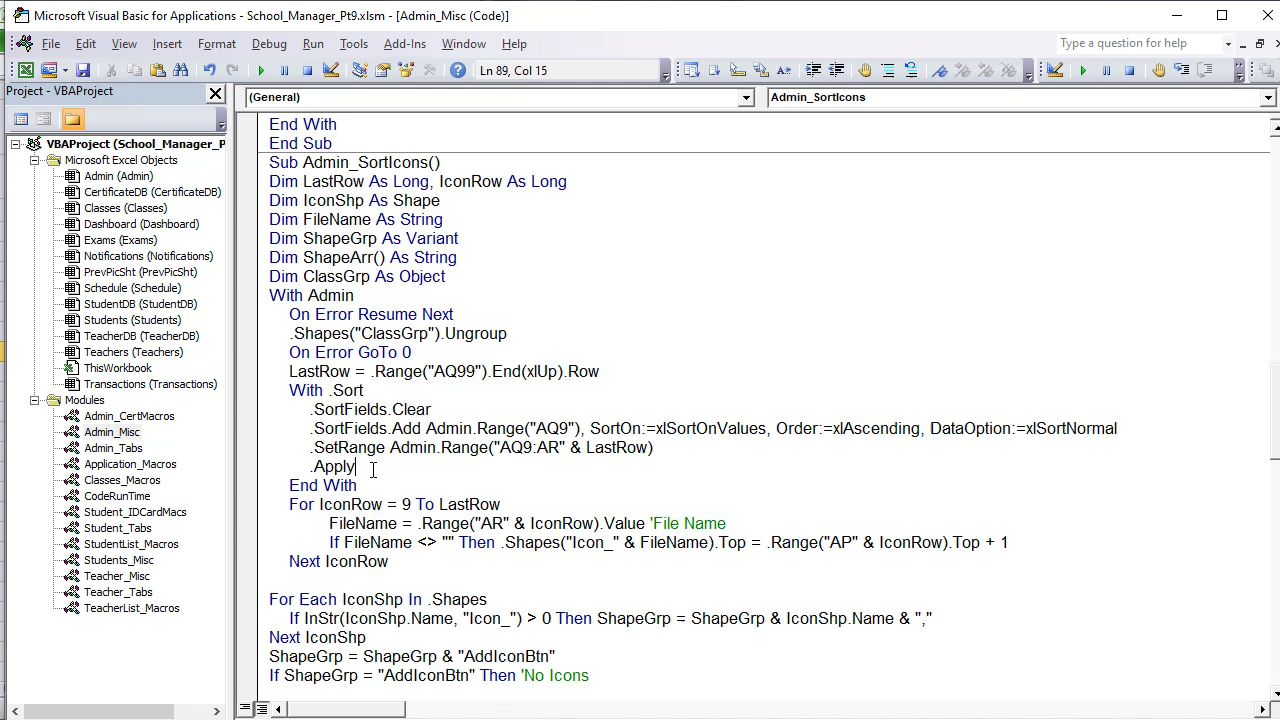 Microsoft Visual Basic for Applications - School_Manager_Pt9.xlsm - [Admin_Misc (Code)]
File Edit View Insert Format Debug Run Tools Add-Ins Window Help
Type a question for help
Ln 89, Col 15
Project - VBAProject
(General)
Admin_SortIcons
VBAProject (School_Manager_P
Microsoft Excel Objects
Admin (Admin)
CertificateDB (CertificateDB)
Classes (Classes)
Dashboard (Dashboard)
Exams (Exams)
Notifications (Notifications)
PrevPicSht (PrevPicSht)
Schedule (Schedule)
StudentDB (StudentDB)
Students (Students)
TeacherDB (TeacherDB)
Teachers (Teachers)
ThisWorkbook
Transactions (Transactions)
Modules
Admin_CertMacros
Admin_Misc
Admin_Tabs
Application_Macros
Classes_Macros
CodeRunTime
Student_IDCardMacs
Student_Tabs
StudentList_Macros
Students_Misc
Teacher_Misc
Teacher_Tabs
TeacherList_Macros
End With
End Sub
Sub Admin_SortIcons()
Dim LastRow As Long, IconRow As Long
Dim IconShp As Shape
Dim FileName As String
Dim ShapeGrp As Variant
Dim ShapeArr() As String
Dim ClassGrp As Object
With Admin
On Error Resume Next
.Shapes("ClassGrp").Ungroup
On Error GoTo 0
LastRow = .Range("AQ99").End(xlUp).Row
With .Sort
.SortFields.Clear
.SortFields.Add Admin.Range("AQ9"), SortOn:=xlSortOnValues, Order:=xlAscending, DataOption:=xlSortNormal
.SetRange Admin.Range("AQ9:AR" & LastRow)
.Apply
End With
For IconRow = 9 To LastRow
FileName = .Range("AR" & IconRow).Value 'File Name
If FileName <> "" Then .Shapes("Icon_" & FileName).Top = .Range("AP" & IconRow).Top + 1
Next IconRow
For Each IconShp In .Shapes
If InStr(IconShp.Name, "Icon_") > 0 Then ShapeGrp = ShapeGrp & IconShp.Name & ","
Next IconShp
ShapeGrp = ShapeGrp & "AddIconBtn"
If ShapeGrp = "AddIconBtn" Then 'No Icons